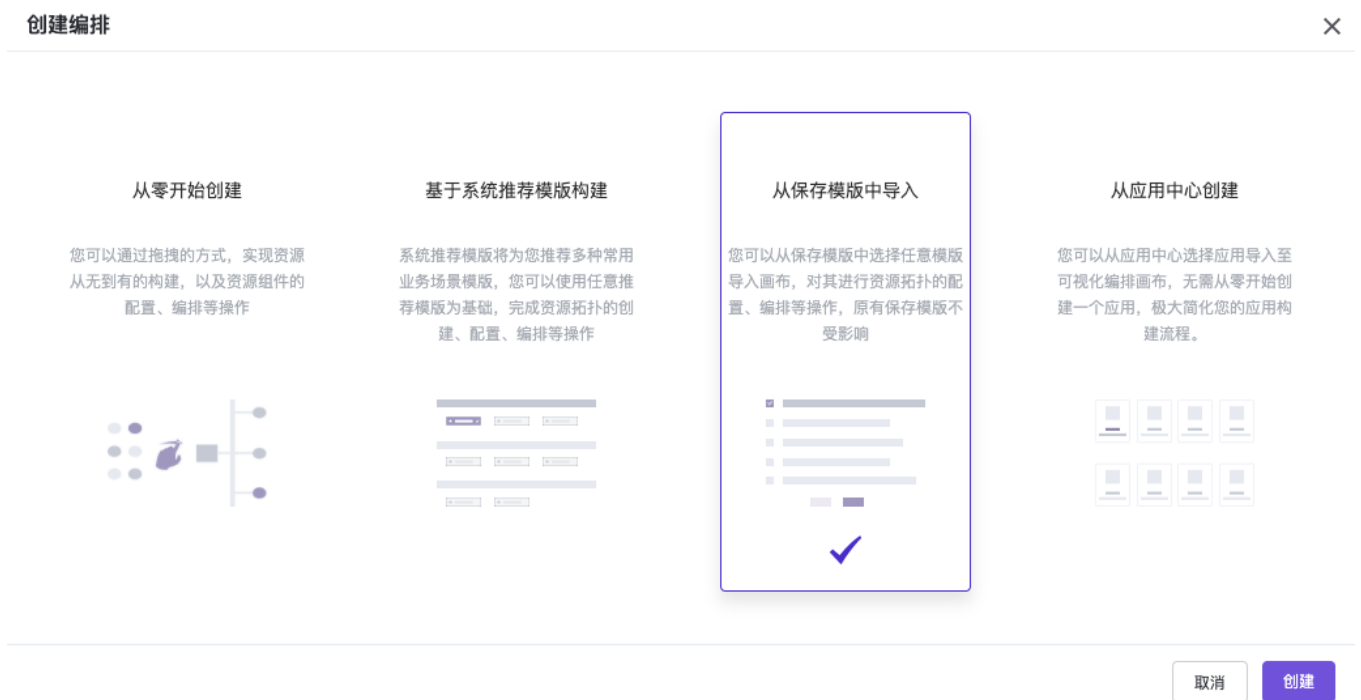 创建编排
从零开始创建
您可以通过拖拽的方式，实现资源
从无到有的构建，以及资源组件的
配置、编排等操作
基于系统推荐模版构建
系统推荐模版将为您推荐多种常用
业务场景模版，您可以使用任意推
荐模版为基础，完成资源拓扑的创
建、配置、编排等操作
从保存模版中导入
您可以从保存模版中选择任意模版
导入画布，对其进行资源拓扑的配
置、编排等操作，原有保存模版不
受影响
从应用中心创建
您可以从应用中心选择应用导入至
可视化编排画布，无需从零开始创
建一个应用，极大简化您的应用构
建流程。
取消
创建